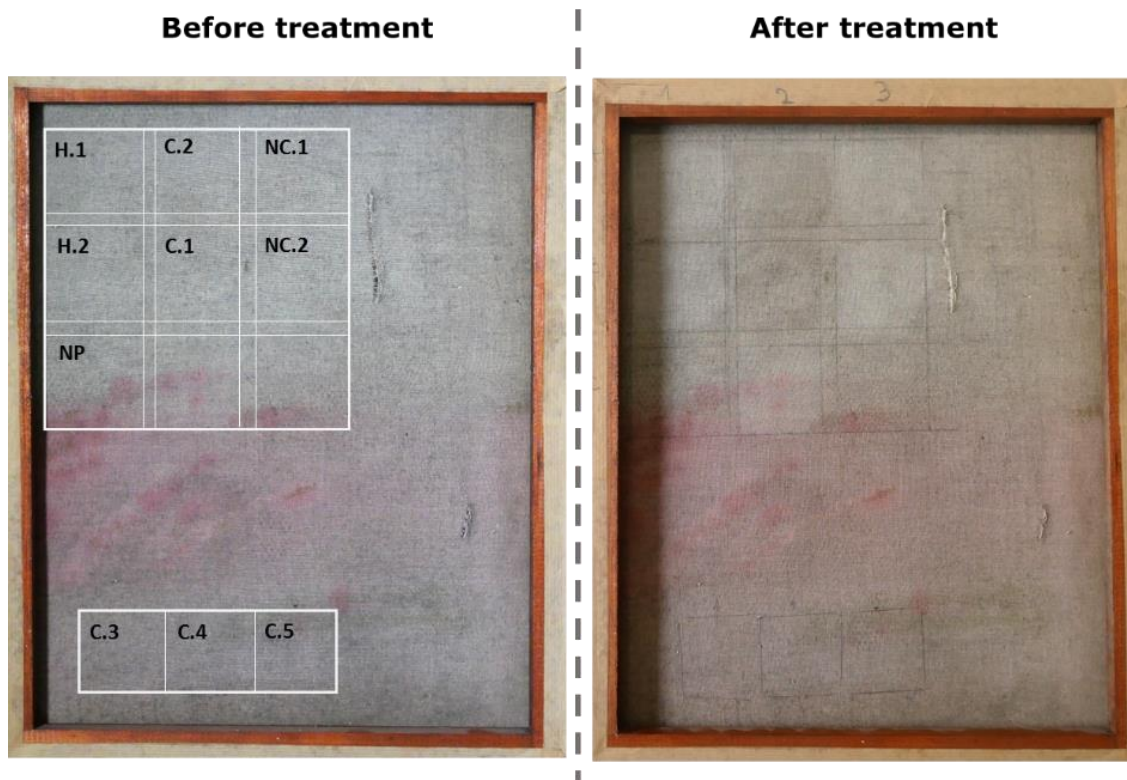 Before treatment
After treatment
1 2 3
H.1 C.2 NC.1
H.2 C.1 NC.2
NP
C.3 C.4 C.5